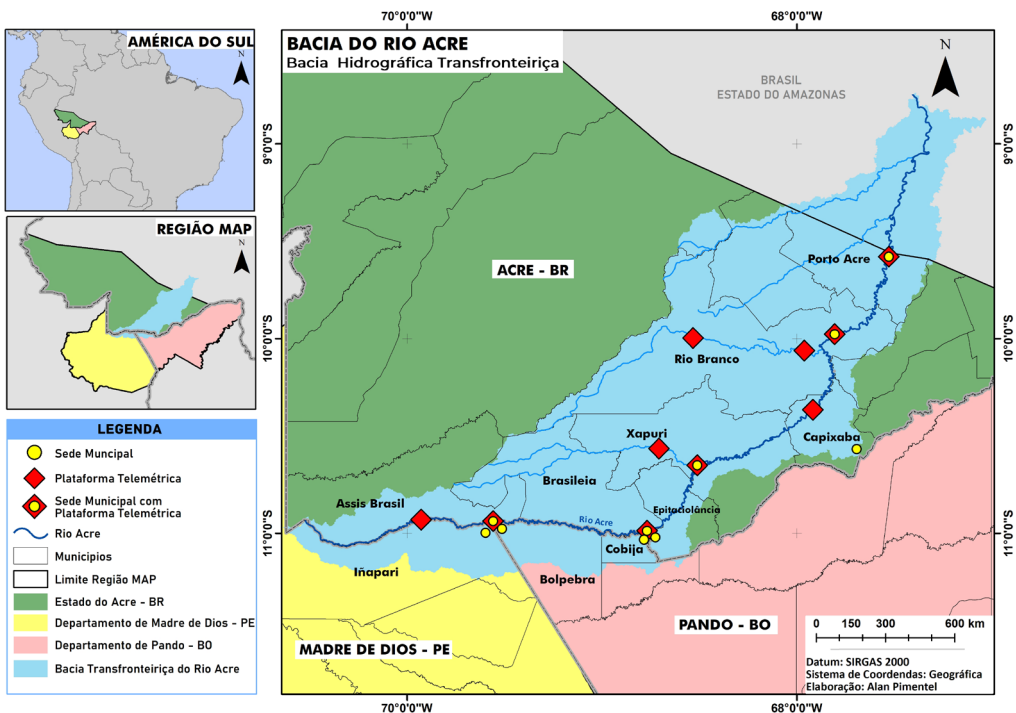 AMÉRICA DO SUL
N
REGIÃO MAP
N
LEGENDA
Sede Muncipal
Plataforma Telemétrica
Sede Municipal com
Plataforma Telemétrica
Rio Acre
Municipios
Limite Região MAP
Estado do Acre - BR
Departamento de Madre de Dios - PE
Departamento de Pando - BO
Bacia Transfronteiriça do Rio Acre
70°0'0"W
68°0'0"W
BACIA DO RIO ACRE
Bacia Hidrográfica Transfronteiriça
N
BRASIL
ESTADO DO AMAZONAS
9°0'0"S
9°0'0"S
ACRE - BR
Porto Acre
10°0'0"S
10°0'0"S
Rio Branco
Xapuri
Capixaba
Brasileia
Assis Brasil
Epitaciolância
Rio Acre
11°0'0"S
11°0'0"S
Cobija
Iñapari
Bolpebra
PANDO - BO
MADRE DE DIOS - PE
0 150 300 600 km
Datum: SIRGAS 2000
Sistema de Coordendas: Geográfica
Elaboração: Alan Pimentel
70°0'0"W
68°0'0"W